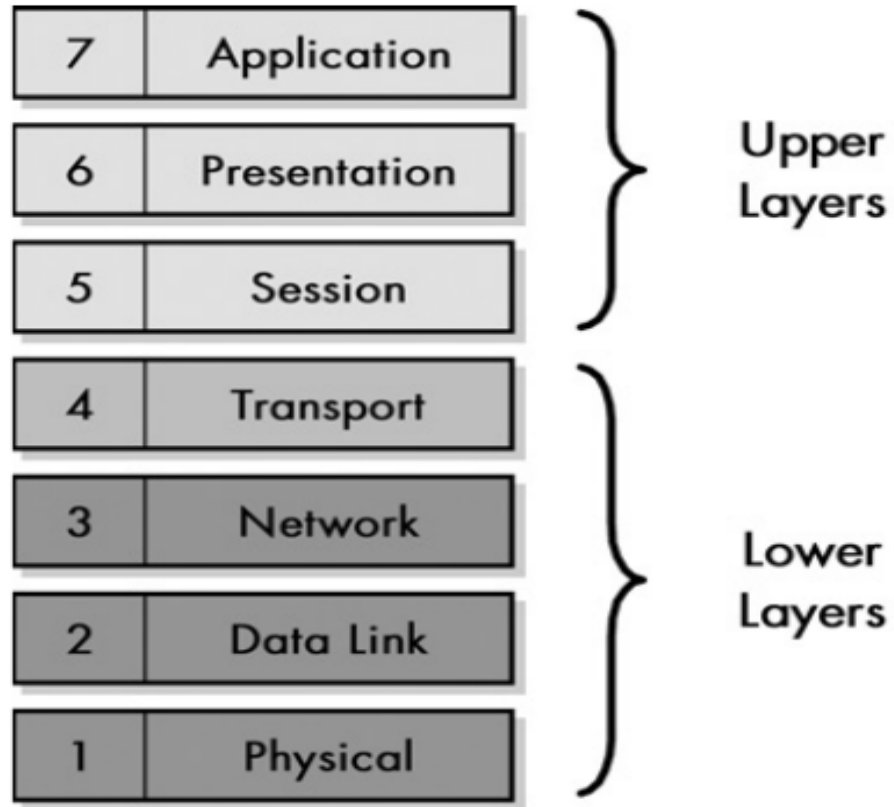 7 Application
6 Presentation
5 Session
Upper
Layers
4 Transport
3 Network
2 Data Link
1 Physical
Lower
Layers